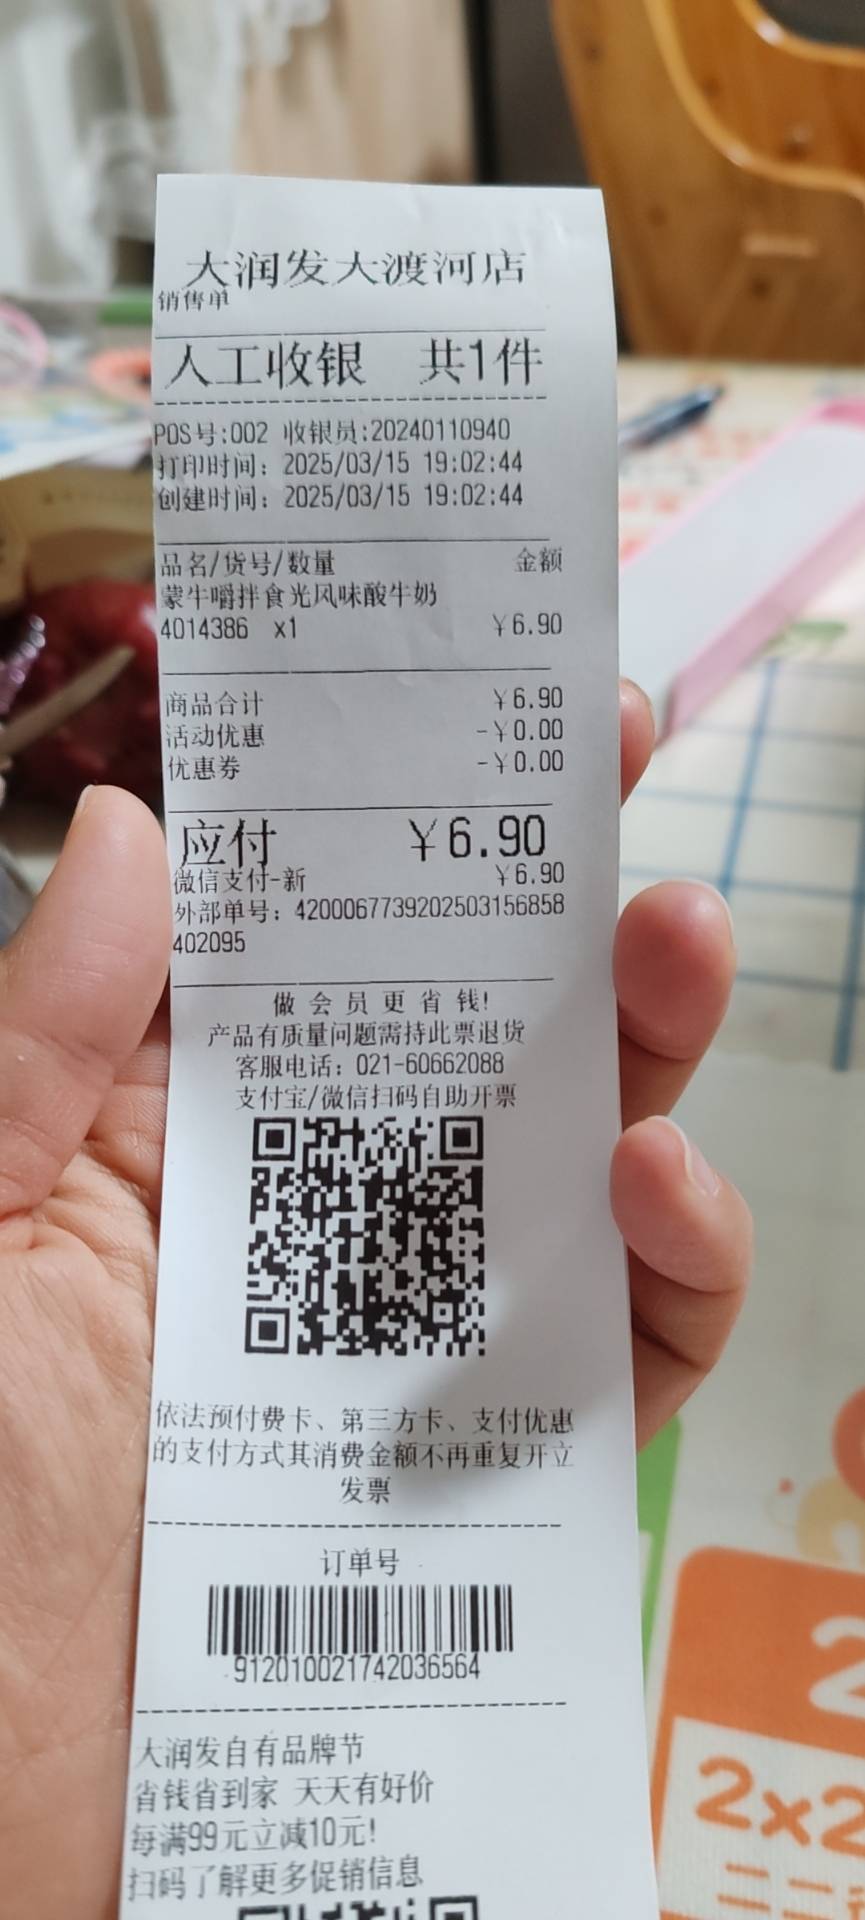 大润发大渡河店
销售单
人工收银 共1件
POS号:002 收银员:20240110940
打印时间: 2025/03/15 19:02:44
创建时间: 2025/03/15 19:02:44
品名/货号/数量 金额
蒙牛嚼拌食光风味酸牛奶
4014386 x1 ￥6.90
商品合计 ￥6.90
活动优惠 -￥0.00
优惠券 -￥0.00
应付 ￥6.90
微信支付-新 ￥6.90
外部单号: 4200067739202503156858
402095
做会员更省钱!
产品有质量问题需持此票退货
客服电话: 021-60662088
支付宝/微信扫码自助开票
依法预付费卡、第三方卡、支付优惠
的支付方式其消费金额不再重复开立
发票
订单号
912010021742036564
大润发自有品牌节
省钱省到家 天天有好价
每满99元立减10元!
扫码了解更多促销信息
2
2x2